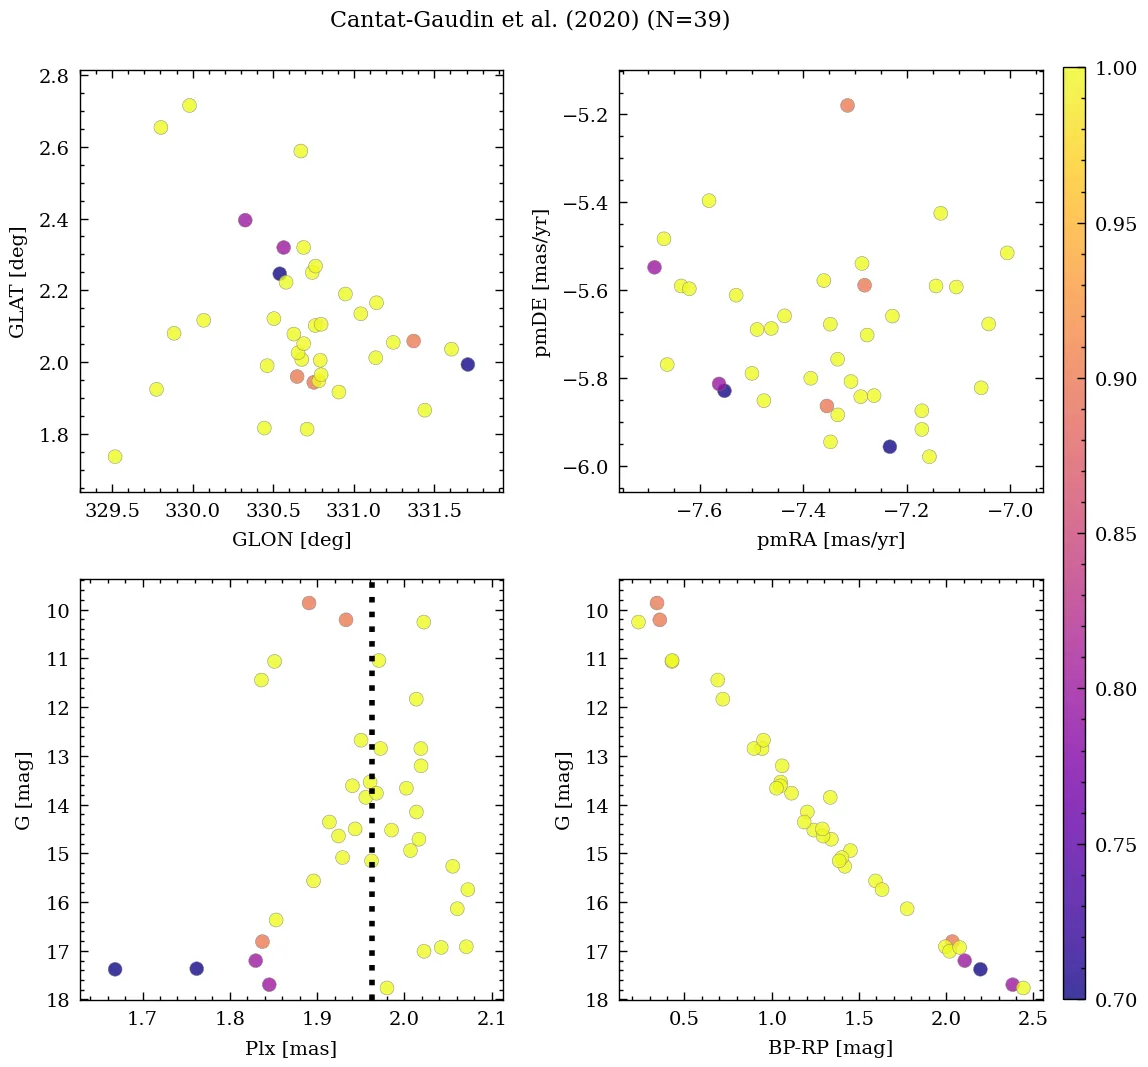 Cantat-Gaudin et al. (2020) (N=39)
2.8
2.6
2.4
2.2
2.0
1.8
GLAT [deg]
329.5 330.0 330.5 331.0 331.5
GLON [deg]
−5.2
−5.4
−5.6
−5.8
−6.0
pmDE [mas/yr]
−7.6 −7.4 −7.2 −7.0
pmRA [mas/yr]
10
11
12
13
14
15
16
17
18
G [mag]
1.7 1.8 1.9 2.0 2.1
Plx [mas]
10
11
12
13
14
15
16
17
18
G [mag]
0.5 1.0 1.5 2.0 2.5
BP-RP [mag]
1.00
0.95
0.90
0.85
0.80
0.75
0.70